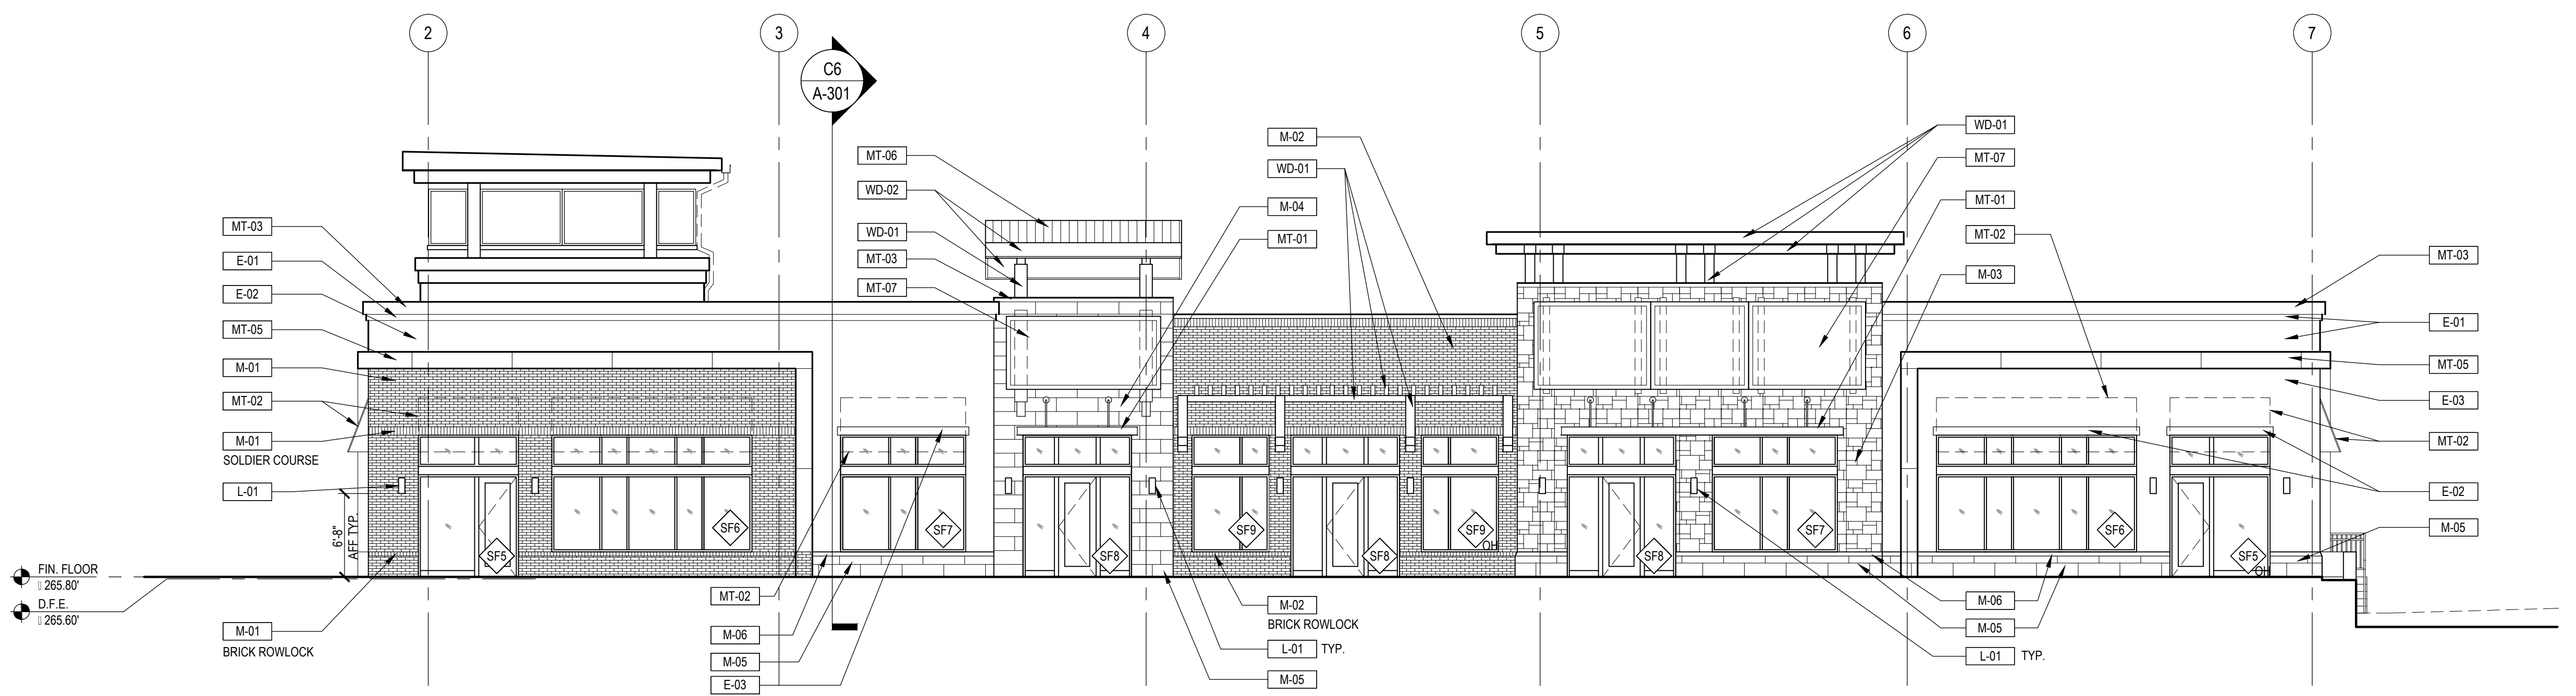 2
3
4
5
6
7
C6
A-301
MT-03
E-01
E-02
MT-05
M-01
MT-02
M-01
SOLDIER COURSE
L-01
6'-8"
AFF TYP.
FIN. FLOOR
265.80'
D.F.E.
265.60'
M-01
BRICK ROWLOCK
MT-06
WD-02
WD-01
MT-03
MT-07
M-04
MT-01
M-02
WD-01
WD-01
MT-07
MT-01
MT-02
M-03
MT-03
E-01
MT-05
E-03
MT-02
E-02
M-05
SF5
SF6
SF7
SF8
SF9
SF8
SF9
OH
SF8
SF7
SF6
SF5
OH
MT-02
M-06
M-05
E-03
M-02
BRICK ROWLOCK
L-01 TYP.
M-05
M-06
M-05
L-01 TYP.